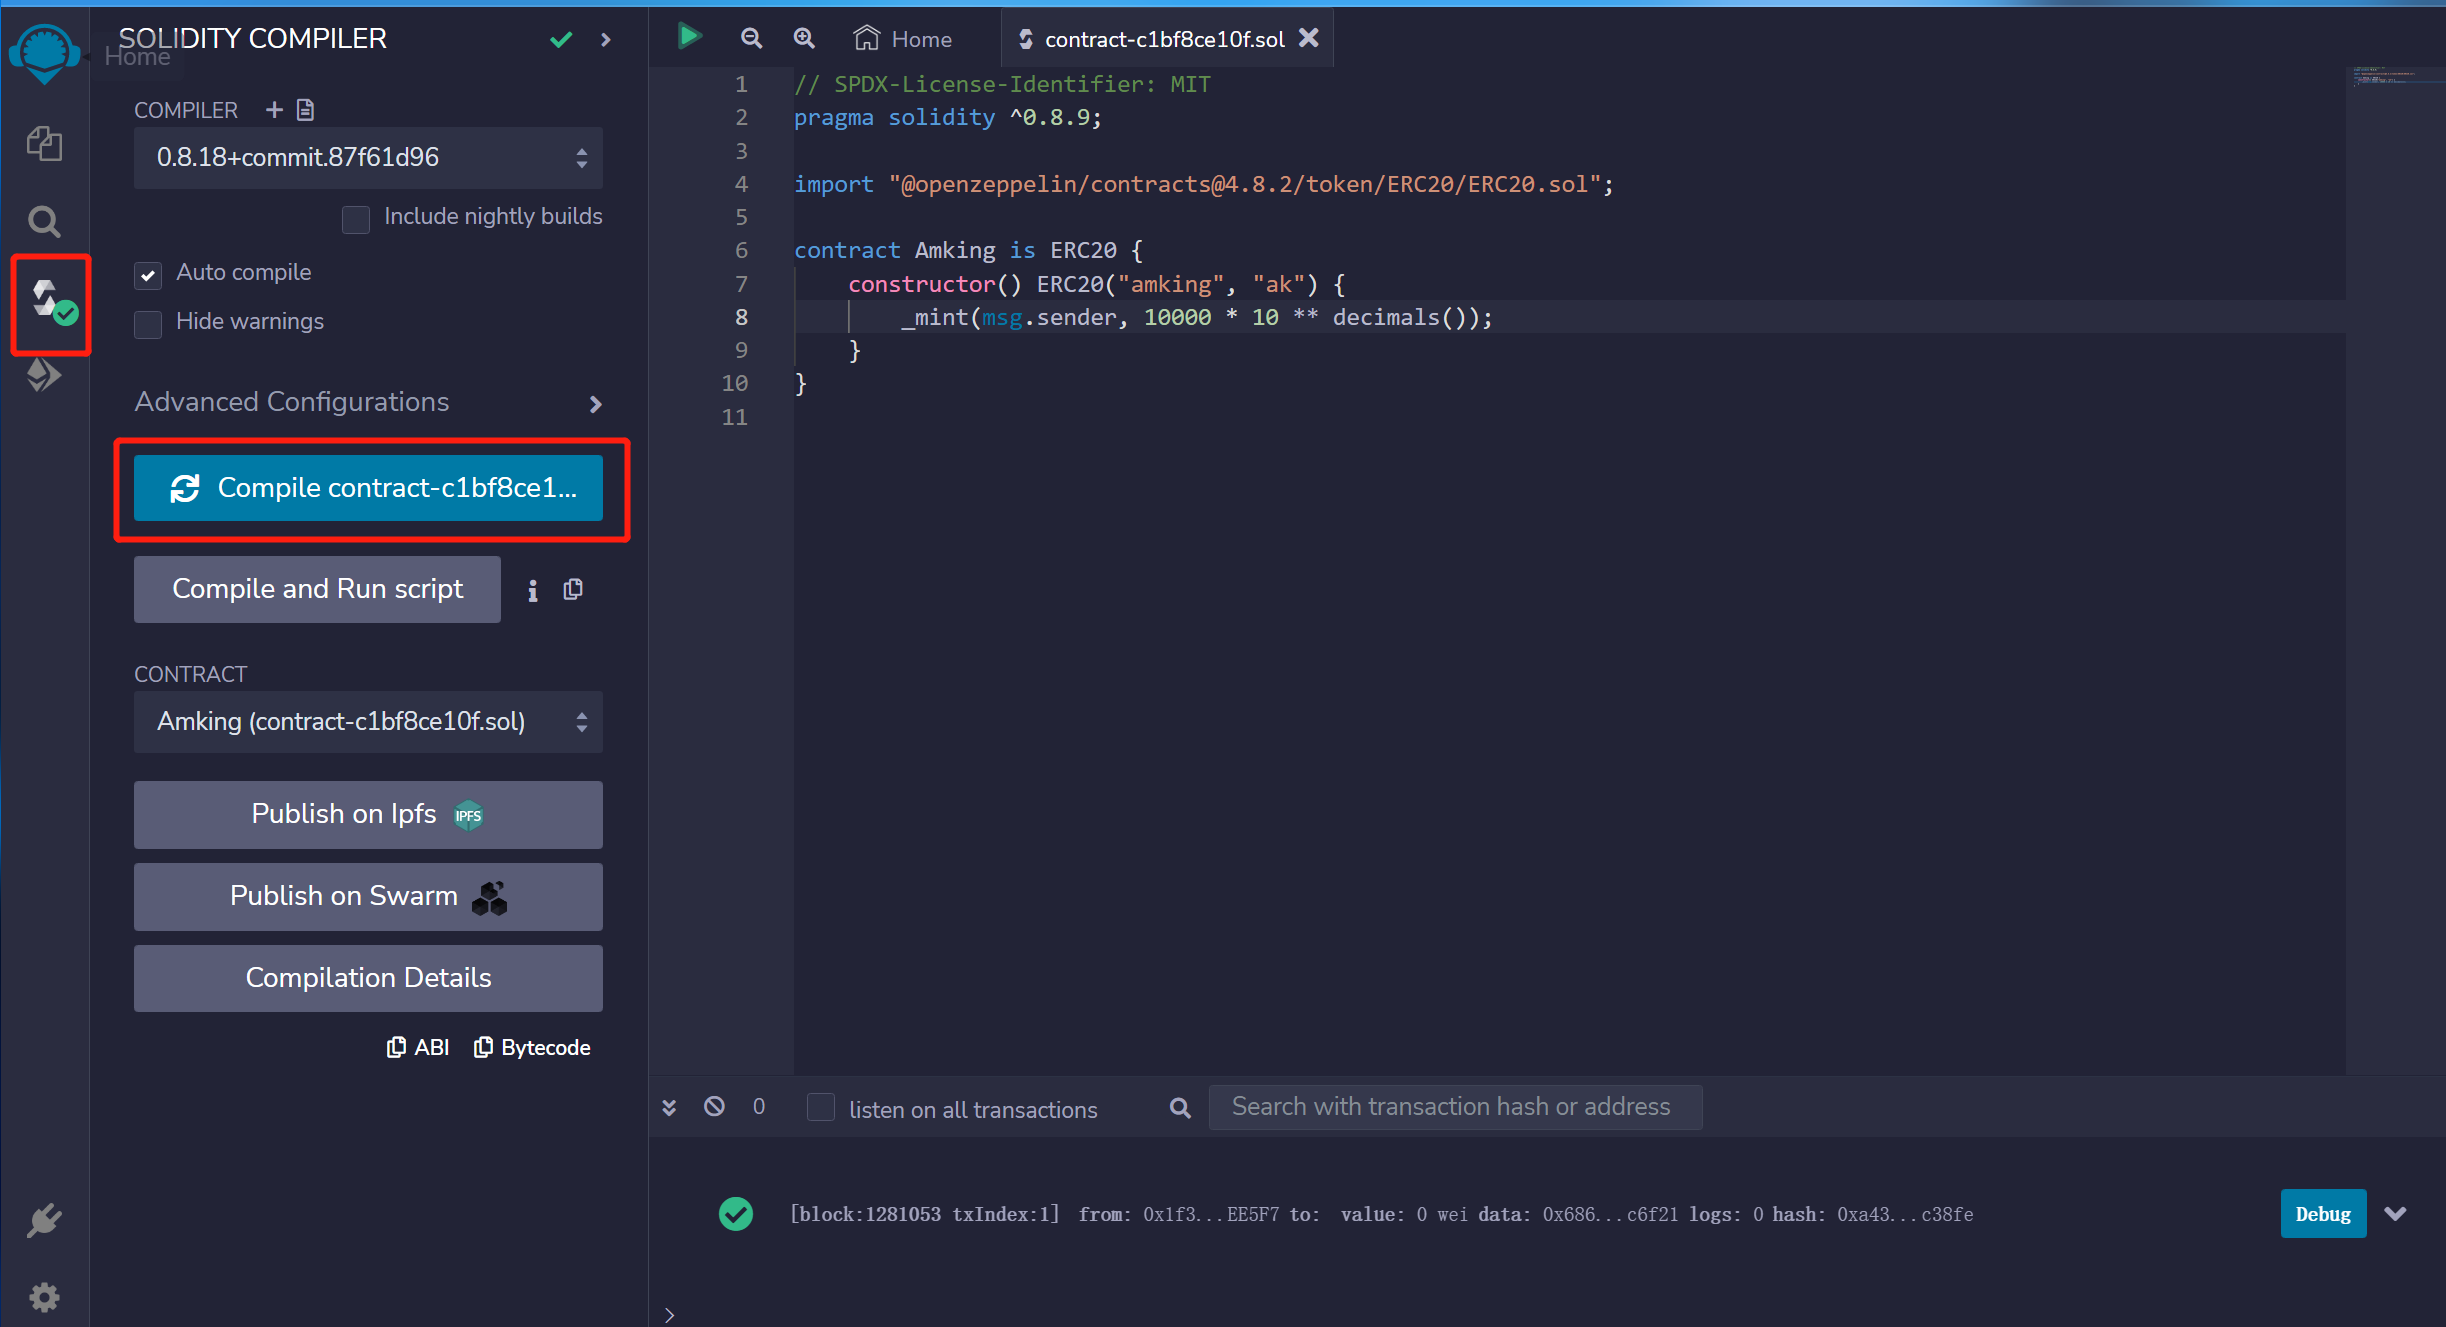 SOLIDITY COMPILER
Home
COMPILER
0.8.18+commit.87f61d96
Include nightly builds
Auto compile
Hide warnings
Advanced Configurations
Compile contract-c1bf8ce1...
Compile and Run script
CONTRACT
Amking (contract-c1bf8ce10f.sol)
Publish on Ipfs IPFS
Publish on Swarm
Compilation Details
ABI Bytecode
Home contract-c1bf8ce10f.sol
1 // SPDX-License-Identifier: MIT
2 pragma solidity ^0.8.9;
3
4 import "@openzeppelin/contracts@4.8.2/token/ERC20/ERC20.sol";
5
6 contract Amking is ERC20 {
7 constructor() ERC20("amking", "ak") {
8 _mint(msg.sender, 10000 * 10 ** decimals());
9 }
10 }
11
0 listen on all transactions Search with transaction hash or address
[block:1281053 txIndex:1] from: 0x1f3...EE5F7 to: value: 0 wei data: 0x686...c6f21 logs: 0 hash: 0xa43...c38fe Debug
>